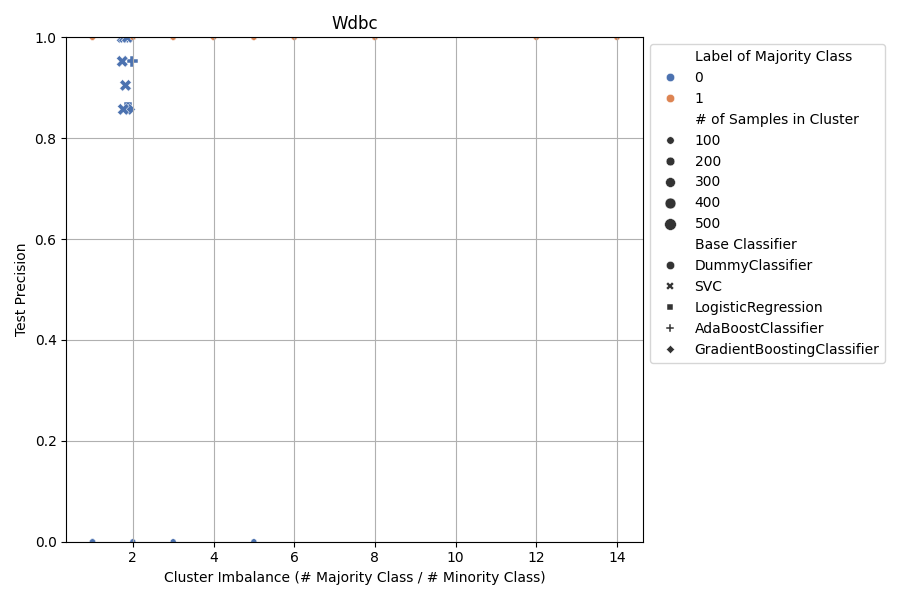 Wdbc
1.0
0.8
0.6
0.4
0.2
0.0
Test Precision
2
4
6
8
10
12
14
Cluster Imbalance (# Majority Class / # Minority Class)
Label of Majority Class
0
1
# of Samples in Cluster
100
200
300
400
500
Base Classifier
DummyClassifier
SVC
LogisticRegression
AdaBoostClassifier
GradientBoostingClassifier